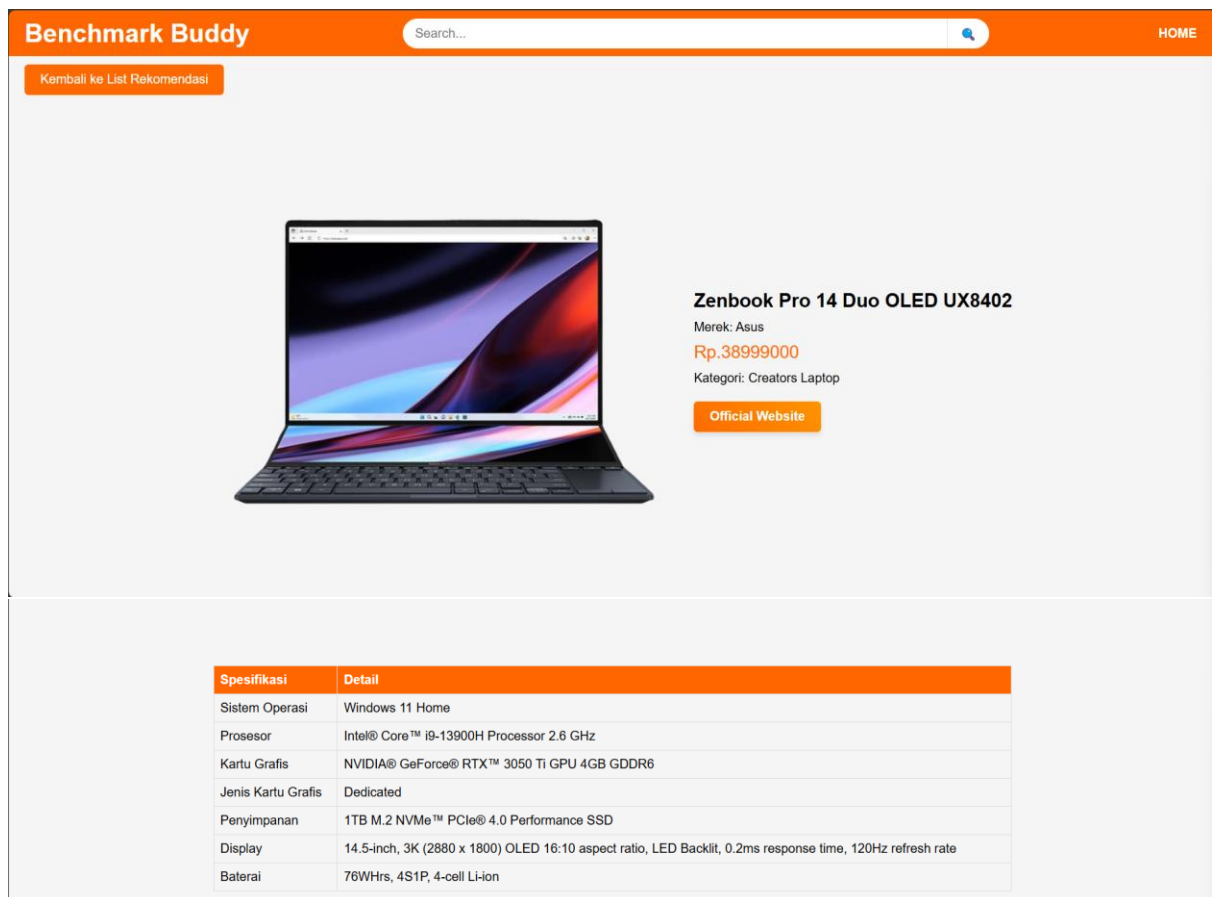 Benchmark Buddy
Search...
HOME
Kembali ke List Rekomendasi
Zenbook Pro 14 Duo OLED UX8402
Merek: Asus
Rp.38999000
Kategori: Creators Laptop
Official Website
Spesifikasi Detail
Sistem Operasi Windows 11 Home
Prosesor Intel® Core™ i9-13900H Processor 2.6 GHz
Kartu Grafis NVIDIA® GeForce® RTX™ 3050 Ti GPU 4GB GDDR6
Jenis Kartu Grafis Dedicated
Penyimpanan 1TB M.2 NVMe™ PCIe® 4.0 Performance SSD
Display 14.5-inch, 3K (2880 x 1800) OLED 16:10 aspect ratio, LED Backlit, 0.2ms response time, 120Hz refresh rate
Baterai 76WHrs, 4S1P, 4-cell Li-ion